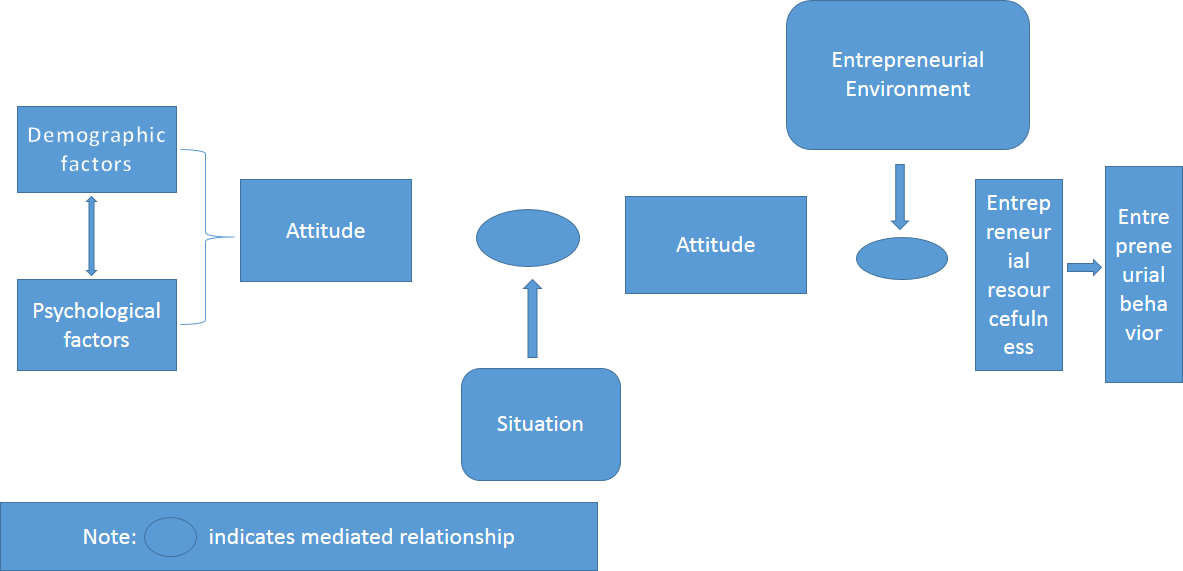 Entrepreneurial
Environment
Demographic
factors
Attitude
Psychological
factors
Situation
Attitude
Entrep
reneur
ial
resour
cefuln
ess
Entre
prene
urial
beha
vior
Note: indicates mediated relationship